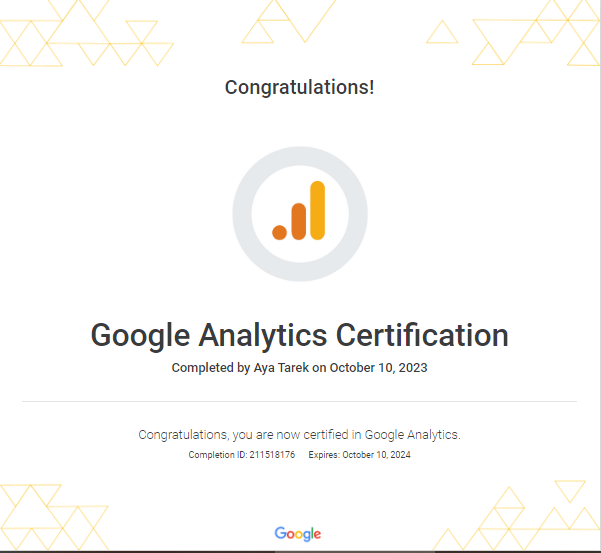 Congratulations!
Google Analytics Certification
Completed by Aya Tarek on October 10, 2023
Congratulations, you are now certified in Google Analytics.
Completion ID: 211518176 Expires: October 10, 2024
Google